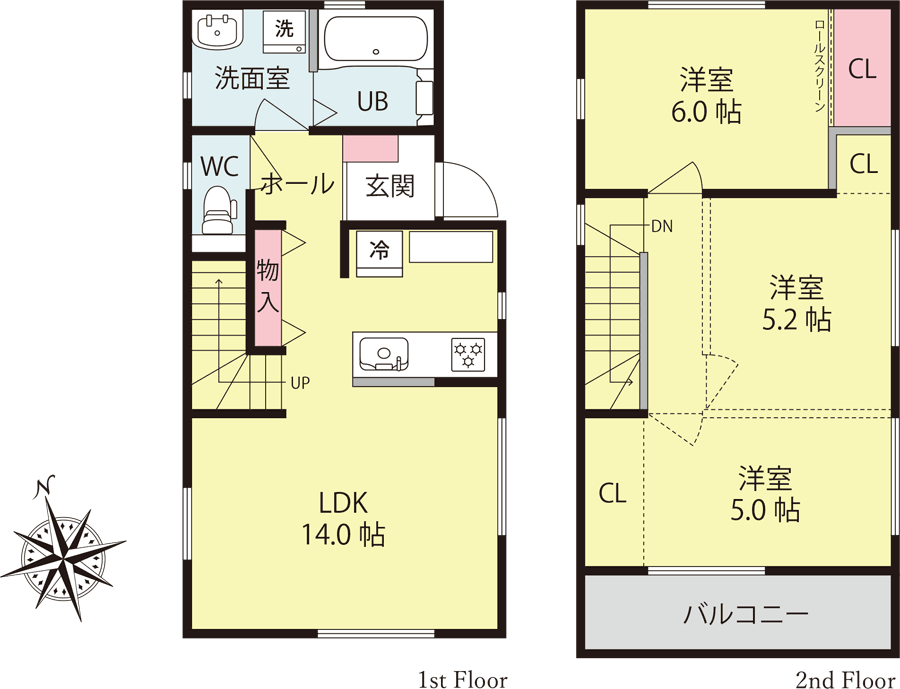 洗
洗面室
UB
WC
ホール
玄関
物入
冷
UP
LDK
14.0 帖
N
1st Floor
洋室
6.0 帖
ロールスクリーン
CL
CL
DN
洋室
5.2 帖
CL
洋室
5.0 帖
バルコニー
2nd Floor